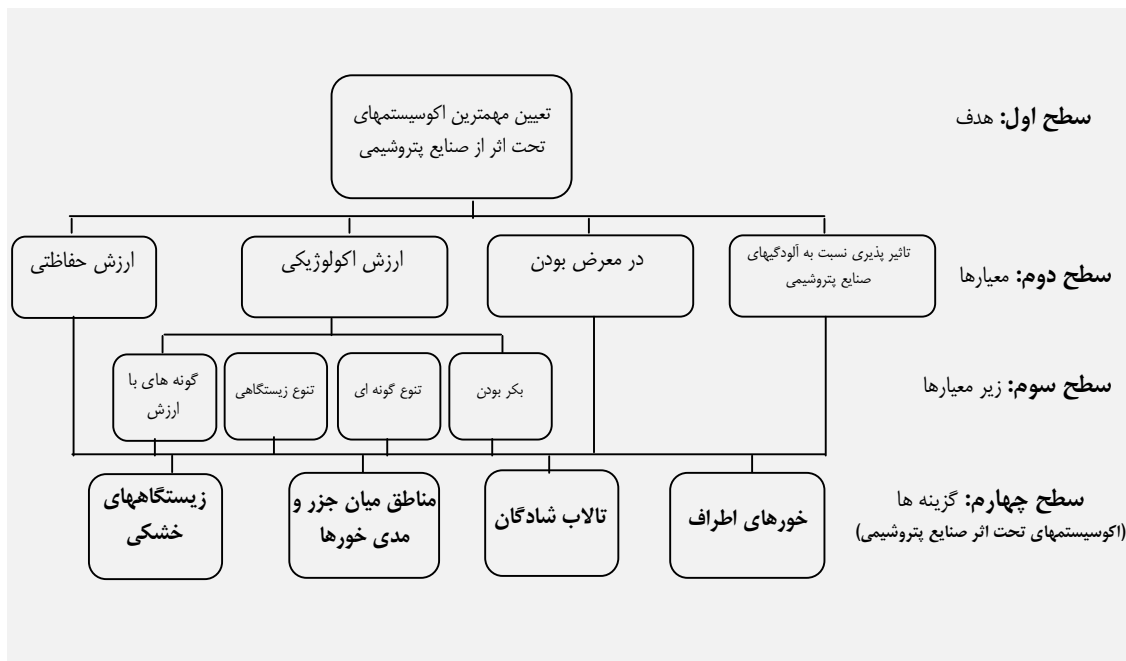 سطح اول: هدف
تعیین مهمترین اکوسیستمهای
تحت اثر از صنایع پتروشیمی
سطح دوم: معیارها
تاثیر پذیری نسبت به آلودگیهای
صنایع پتروشیمی
در معرض بودن
ارزش اکولوژیکی
ارزش حفاظتی
سطح سوم: زیر معیارها
بکر بودن
تنوع گونه ای
تنوع زیستگاهی
گونه های با
ارزش
سطح چهارم: گزینه ها
(اکوسیستمهای تحت اثر صنایع پتروشیمی)
خورهای اطراف
تالاب شادگان
مناطق میان جزر و
مدی خورها
زیستگاههای
خشکی